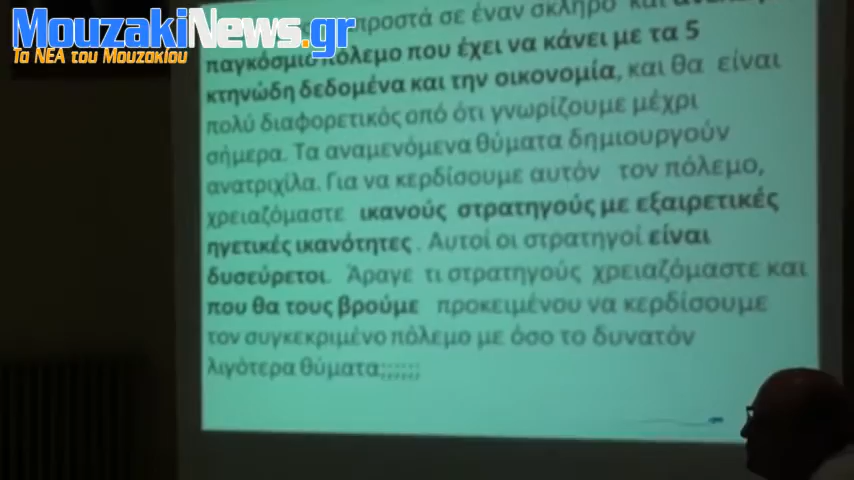 MouzakiNews.gr
Τα ΝΕΑ του Μουζακίου
μπροστά σε έναν σκληρό και
παγκόσμιο πόλεμο που έχει να κάνει με τα 5
κτηνώδη δεδομένα και την οικονομία, και θα είναι
πολύ διαφορετικός οπό ότι γνωρίζουμε μέχρι
σήμερα. Τα αναμενόμενα θύματα δημιουργούν
ανατριχίλα. Για να κερδίσουμε αυτόν τον πόλεμο,
χρειαζόμαστε ικανούς στρατηγούς με εξαιρετικές
ηγετικές ικανότητες . Αυτοί οι στρατηγοί είναι
δυσεύρετοι. Άραγε τι στρατηγούς χρειαζόμαστε και
που θα τους βρούμε προκειμένου να κερδίσουμε
τον συγκεκριμένο πόλεμο με όσο το δυνατόν
λιγότερα θύματα;;;;;;